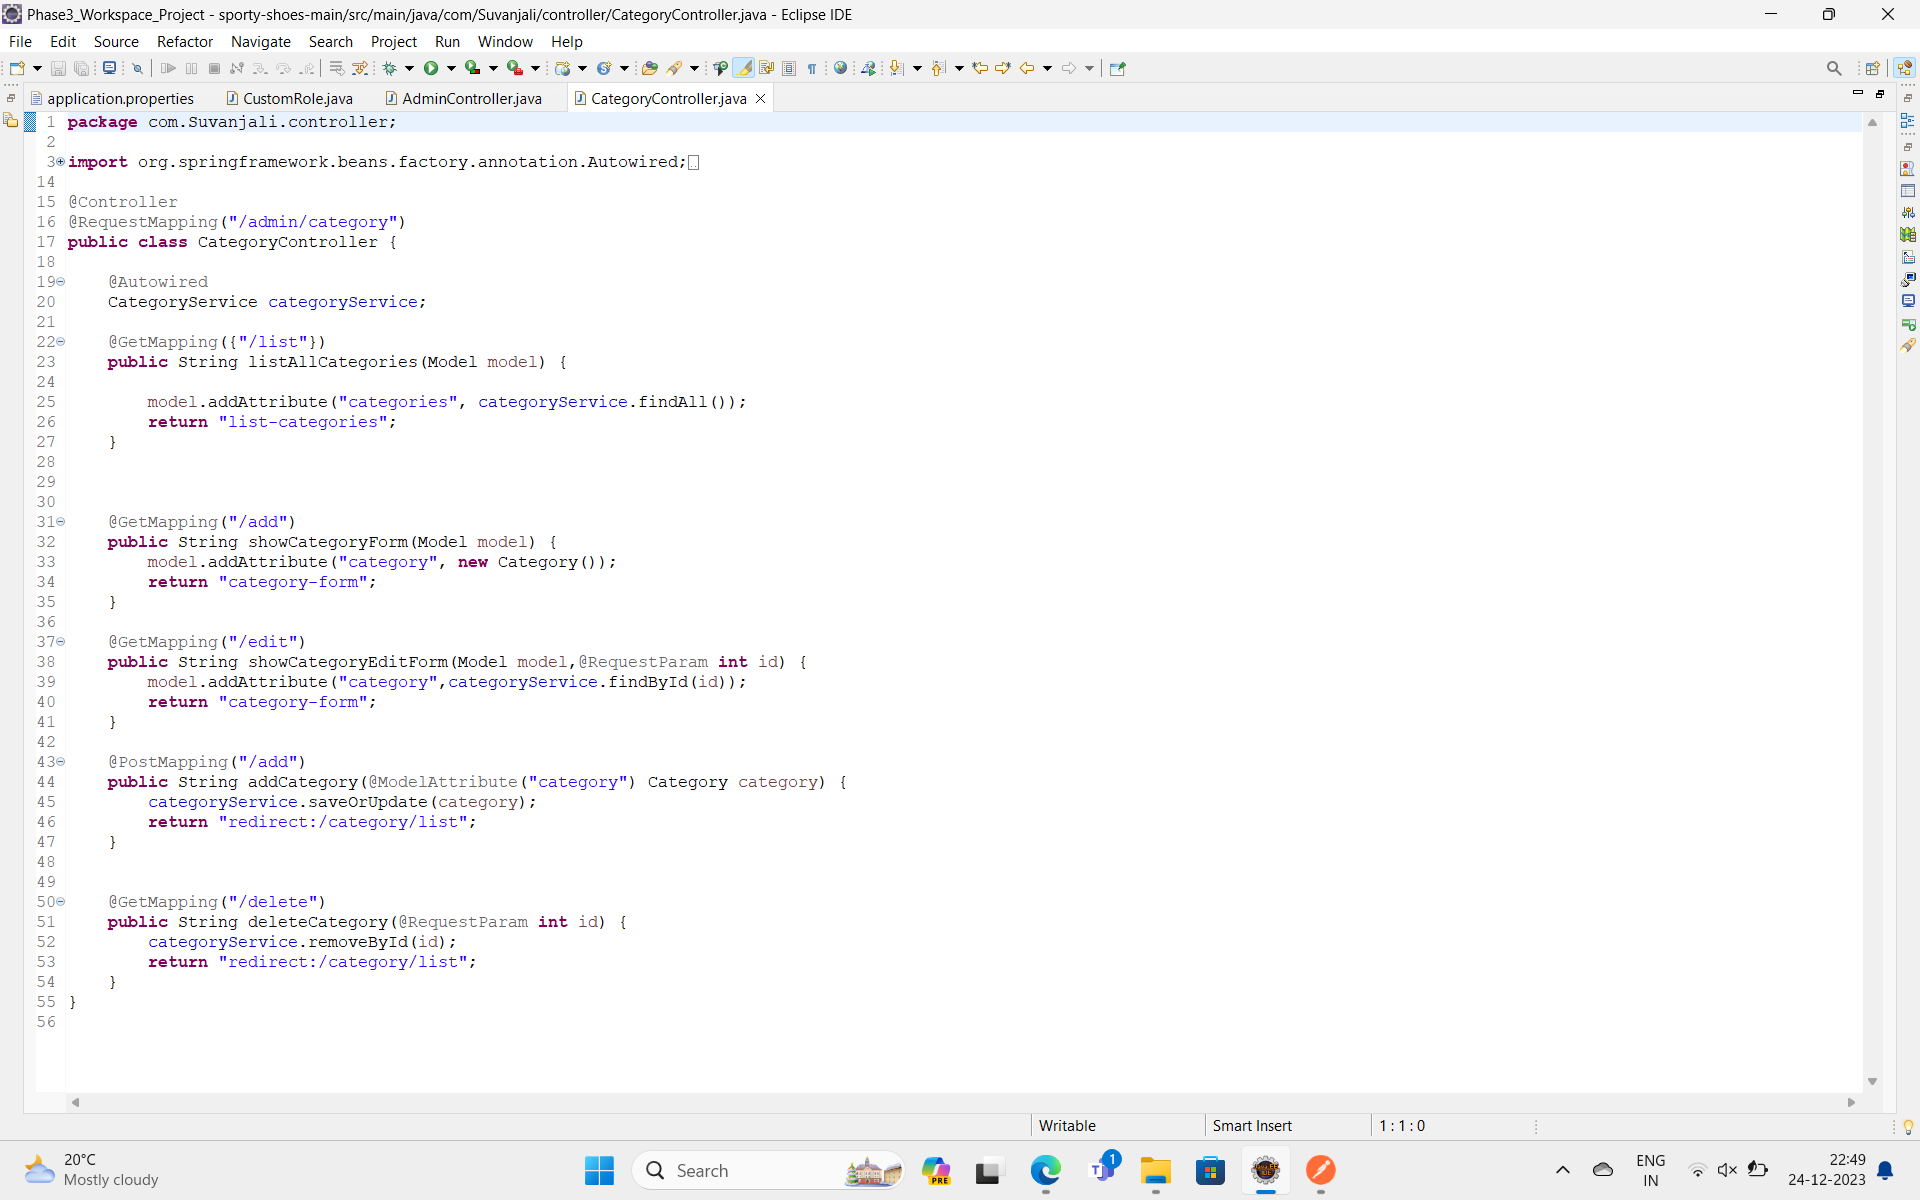 Phase3_Workspace_Project - sporty-shoes-main/src/main/java/com/Suvanjali/controller/CategoryController.java - Eclipse IDE
File Edit Source Refactor Navigate Search Project Run Window Help
application.properties CustomRole.java AdminController.java CategoryController.java
1 package com.Suvanjali.controller;
2
3 import org.springframework.beans.factory.annotation.Autowired;
14
15 @Controller
16 @RequestMapping("/admin/category")
17 public class CategoryController {
18
19 @Autowired
20 CategoryService categoryService;
21
22 @GetMapping({"/list"})
23 public String listAllCategories(Model model) {
24
25 model.addAttribute("categories", categoryService.findAll());
26 return "list-categories";
27 }
28
29
30
31 @GetMapping("/add")
32 public String showCategoryForm(Model model) {
33 model.addAttribute("category", new Category());
34 return "category-form";
35 }
36
37 @GetMapping("/edit")
38 public String showCategoryEditForm(Model model,@RequestParam int id) {
39 model.addAttribute("category",categoryService.findById(id));
40 return "category-form";
41 }
42
43 @PostMapping("/add")
44 public String addCategory(@ModelAttribute("category") Category category) {
45 categoryService.saveOrUpdate(category);
46 return "redirect:/category/list";
47 }
48
49
50 @GetMapping("/delete")
51 public String deleteCategory(@RequestParam int id) {
52 categoryService.removeById(id);
53 return "redirect:/category/list";
54 }
55 }
56
Writable Smart Insert 1 : 1 : 0
20°C
Mostly cloudy
Search
PRE
1
ENG
IN
22:49
24-12-2023